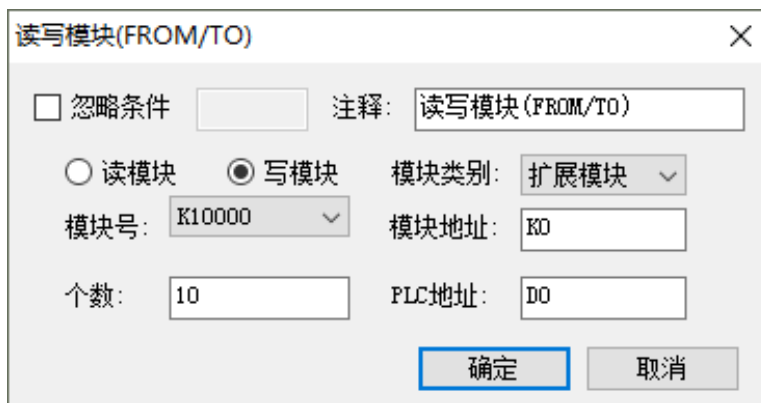 读写模块(FROM/TO)
忽略条件 注释: 读写模块(FROM/TO)
读模块 写模块 模块类别: 扩展模块
模块号: K10000 模块地址: K0
个数: 10 PLC地址: D0
确定 取消